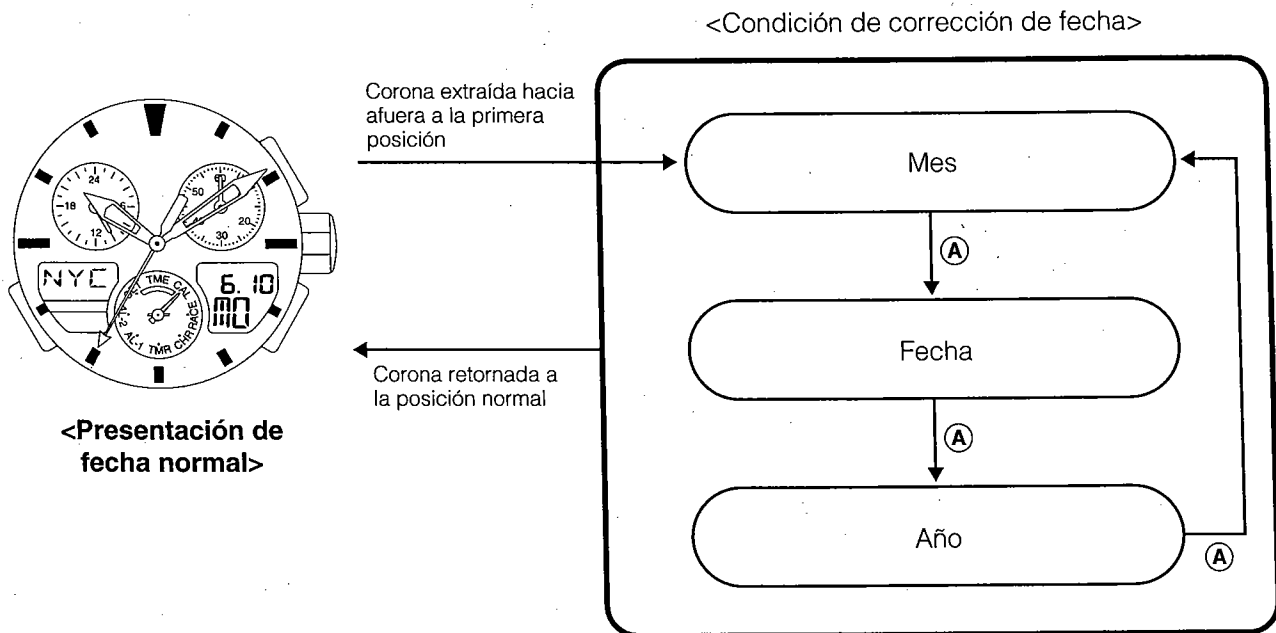 <Condición de corrección de fecha>
Corona extraída hacia
afuera a la primera
posición
Mes
A
Fecha
A
Año
A
Corona retornada a
la posición normal
24
18
6
12
60
50
20
30
NYC
6.10
MO
TME
CAL
RACE
CHR
TMR
AL-1
AL-2
<Presentación de
fecha normal>